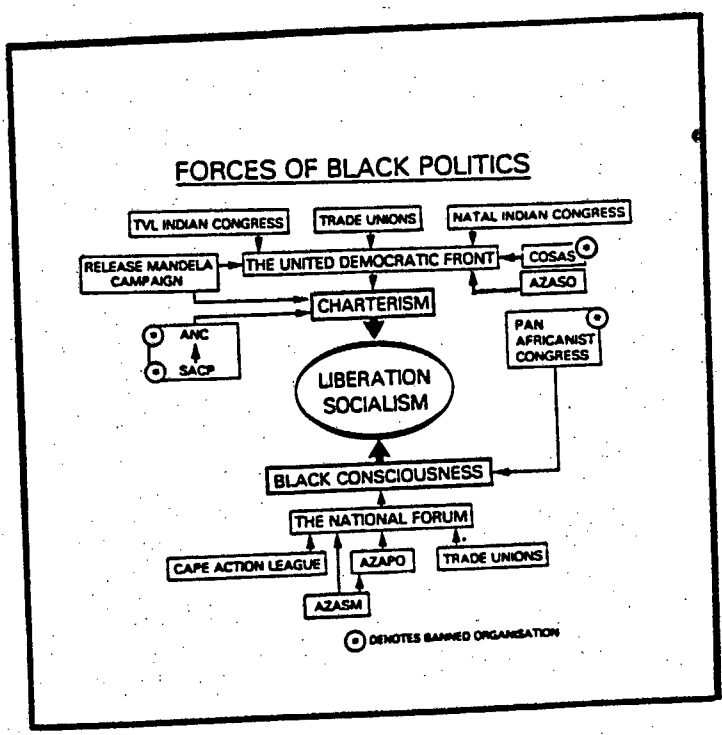 FORCES OF BLACK POLITICS
TVL INDIAN CONGRESS
TRADE UNIONS
NATAL INDIAN CONGRESS
RELEASE MANDELA
CAMPAIGN
THE UNITED DEMOCRATIC FRONT
COSAS
AZASO
CHARTERISM
ANC
SACP
PAN
AFRICANIST
CONGRESS
LIBERATION
SOCIALISM
BLACK CONSCIOUSNESS
THE NATIONAL FORUM
CAPE ACTION LEAGUE
AZAPO
TRADE UNIONS
AZASM
DENOTES BANNED ORGANISATION